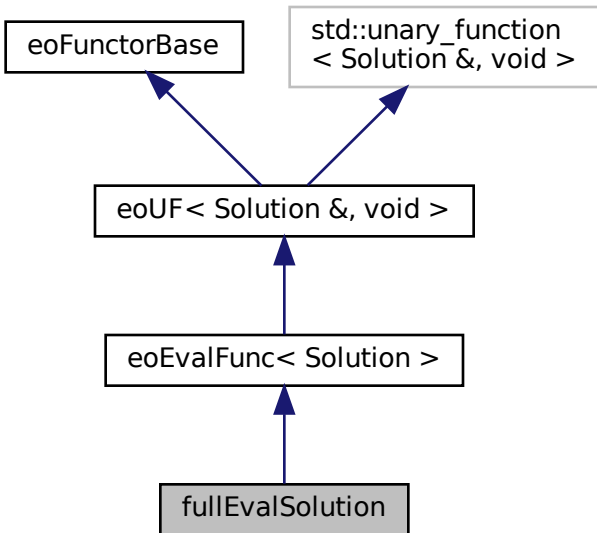 eoFunctorBase
std::unary_function
< Solution &, void >
eoUF< Solution &, void >
eoEvalFunc< Solution >
fullEvalSolution